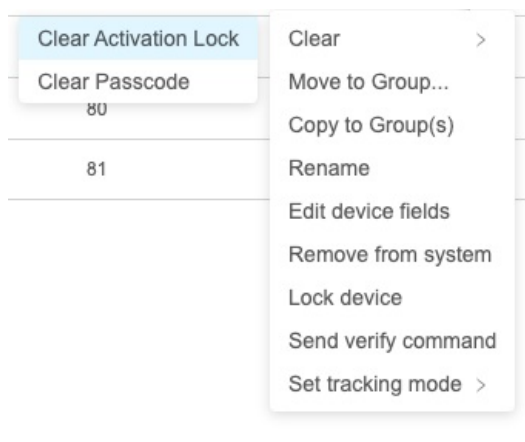 Clear Activation Lock
Clear Passcode
80
81
Clear >
Move to Group...
Copy to Group(s)
Rename
Edit device fields
Remove from system
Lock device
Send verify command
Set tracking mode >